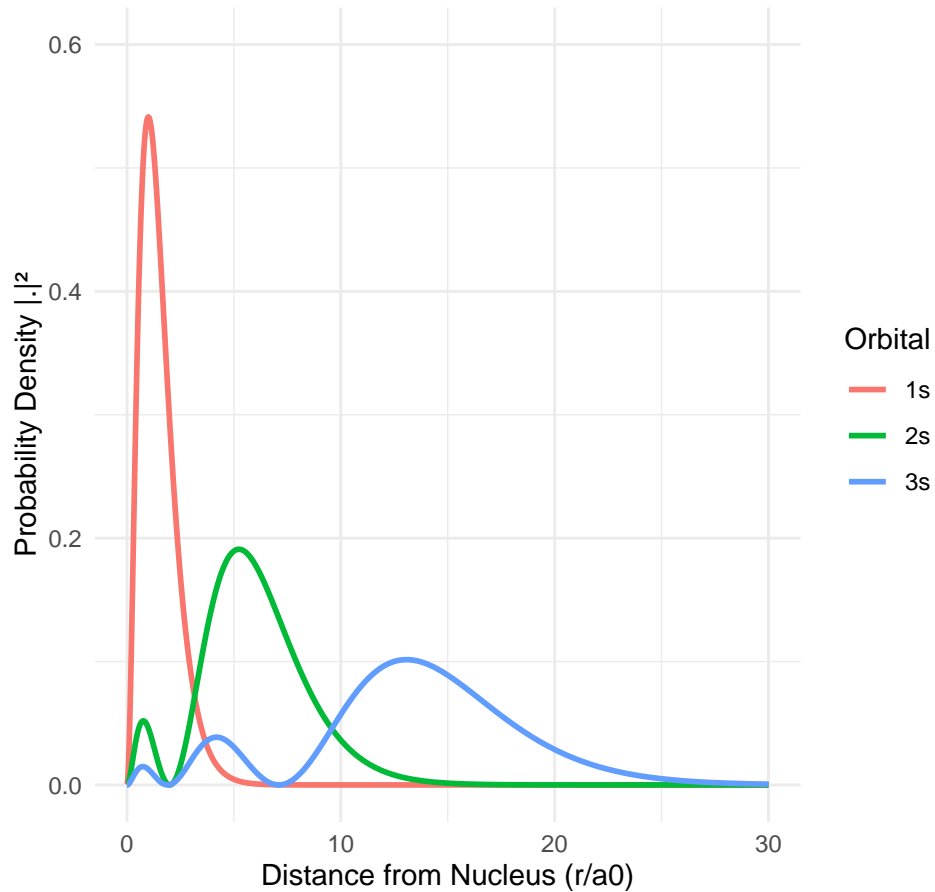 0.6
0.4
0.2
0.0
Probability Density |.|²
0
10
20
30
Distance from Nucleus (r/a0)
Orbital
1s
2s
3s